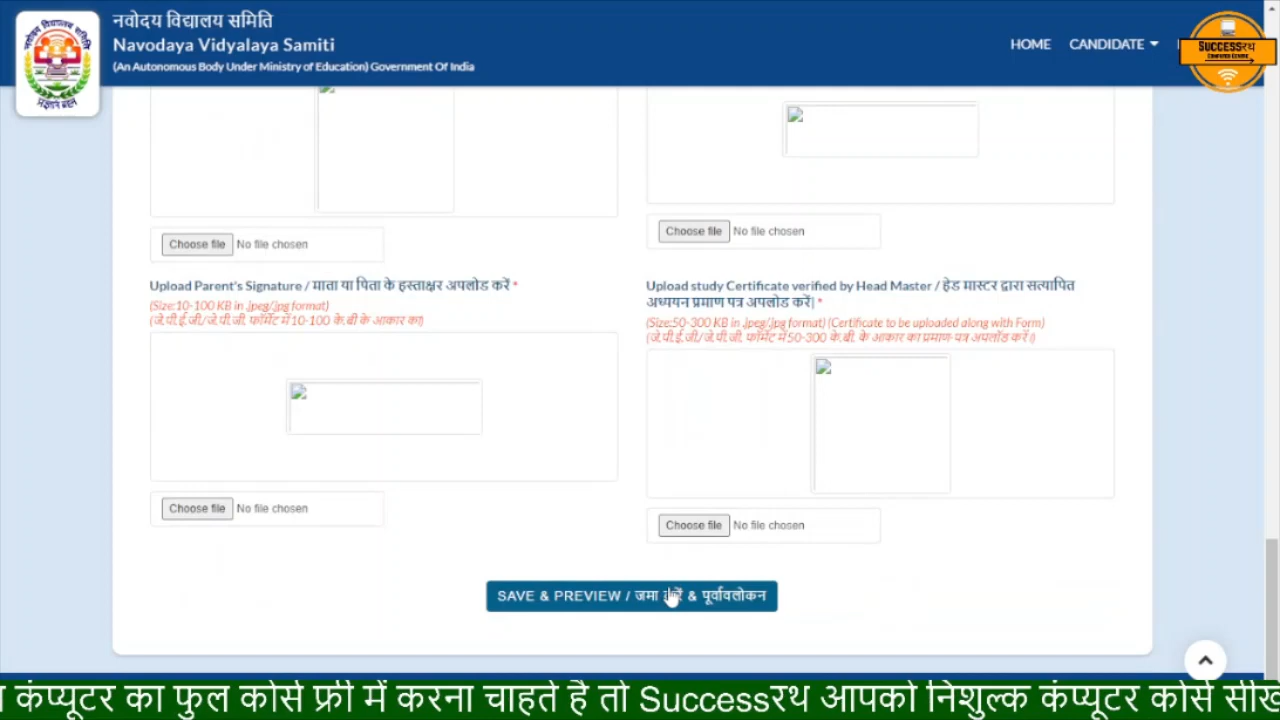 नवोदय विद्यालय समिति
Navodaya Vidyalaya Samiti
(An Autonomous Body Under Ministry of Education) Government Of India
HOME CANDIDATE
SUCCESSरथ
COMPUTER CENTRE
Choose file No file chosen
Choose file No file chosen
Upload Parent's Signature / माता या पिता के हस्ताक्षर अपलोड करें *
(Size:10-100 KB in .jpeg/.jpg format)
(जे.पी.ई.जी./जे.पी.जी. फॉर्मेट में 10-100 के.बी के आकार का)
Upload study Certificate verified by Head Master / हेड मास्टर द्वारा सत्यापित
अध्ययन प्रमाण पत्र अपलोड करें| *
(Size:50-300 KB in .jpeg/.jpg format) (Certificate to be uploaded along with Form)
(जे.पी.ई.जी./जे.पी.जी. फॉर्मेट में 50-300 के.बी. के आकार का प्रमाण-पत्र अपलोड करें।)
Choose file No file chosen
Choose file No file chosen
SAVE & PREVIEW / जमा करें & पूर्वावलोकन
कंप्यूटर का फुल कोर्स फ्री में करना चाहते है तो Successरथ आपको निशुल्क कंप्यूटर कोर्स